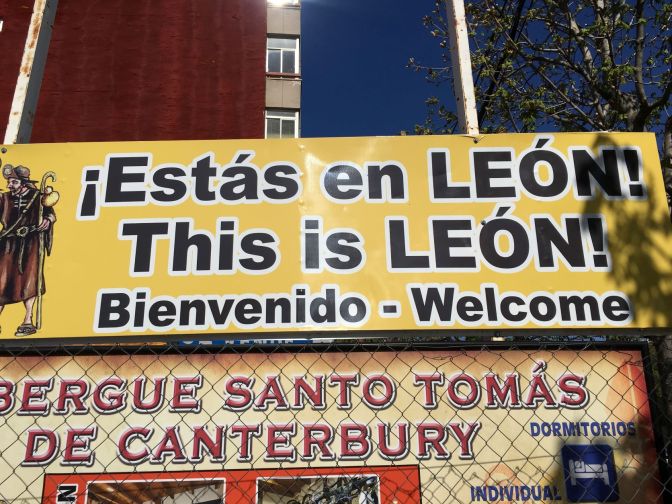 ¡Estás en LEÓN!
This is LEÓN!
Bienvenido - Welcome
BERGUE SANTO TOMÁS
DE CANTERBURY
DORMITORIOS
INDIVIDUAL